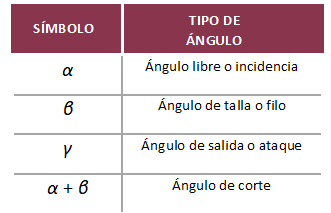 SÍMBOLO
TIPO DE
ÁNGULO
α
Ángulo libre o incidencia
β
Ángulo de talla o filo
γ
Ángulo de salida o ataque
α + β
Ángulo de corte